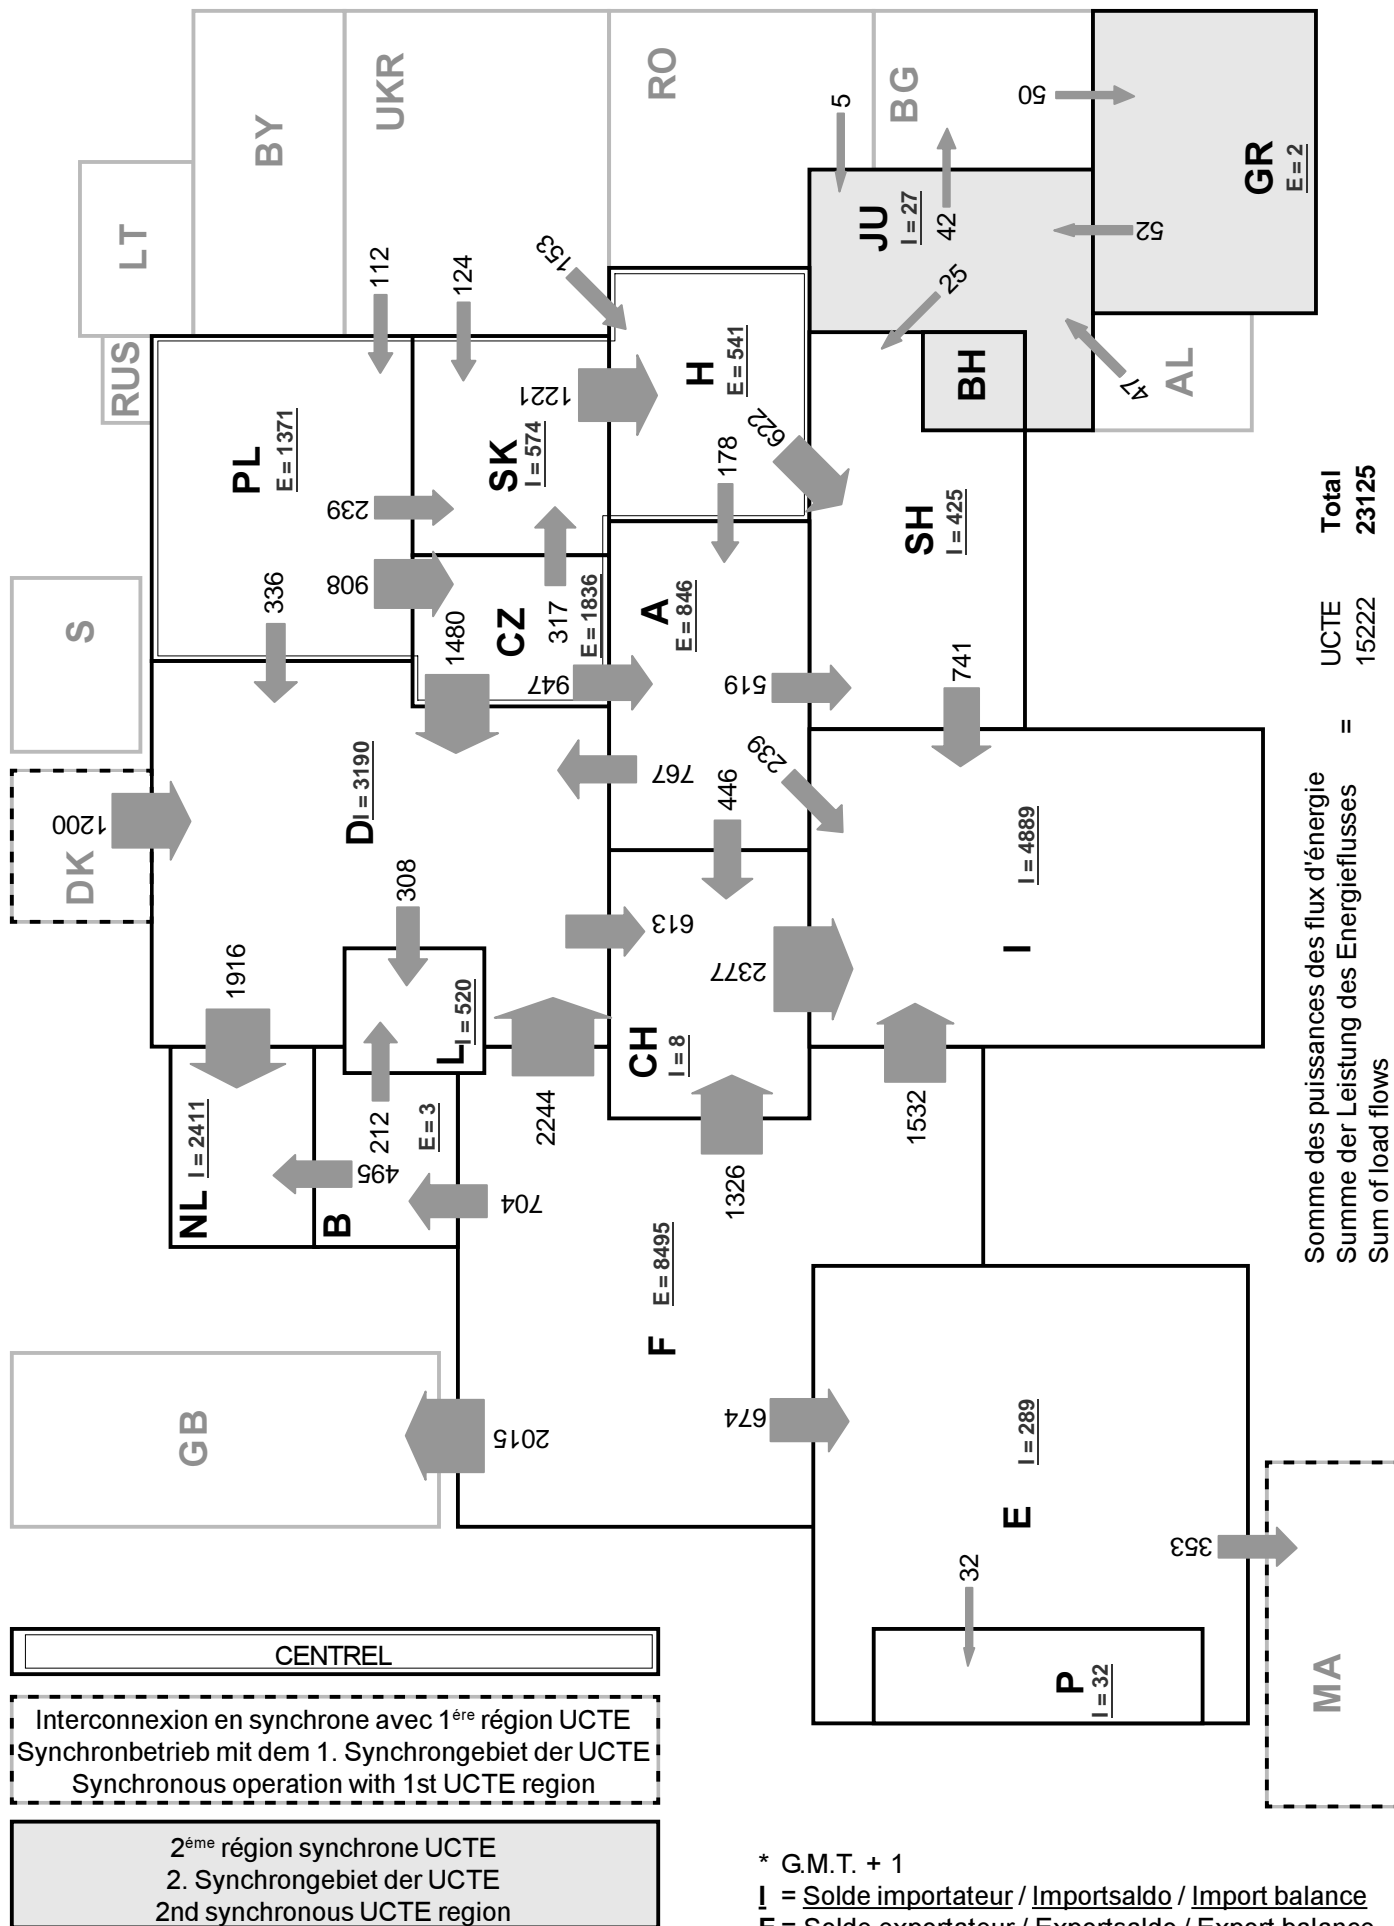 GB
DK
1200
S
LT
RUS
BY
UKR
RO
BG
NL
I = 2411
1916
PL
E = 1371
336
112
B
495
212
E = 3
704
L
I = 520
308
D
I = 3190
908
239
1480
CZ
317
E = 1836
947
SK
I = 574
124
1221
153
2015
F
E = 8495
2244
613
767
CH
I = 8
1326
446
A
E = 846
178
H
E = 541
622
674
2377
239
519
1532
I
I = 4889
741
SH
I = 425
JU
I = 27
5
42
25
BH
47
AL
52
50
GR
E = 2
E
I = 289
32
P
I = 32
353
MA
Somme des puissances des flux d'énergie
Summe der Leistung des Energieflusses
Sum of load flows
=
UCTE
15222
Total
23125
CENTREL
Interconnexion en synchrone avec 1ére région UCTE
Synchronbetrieb mit dem 1. Synchrongebiet der UCTE
Synchronous operation with 1st UCTE region
2éme région synchrone UCTE
2. Synchrongebiet der UCTE
2nd synchronous UCTE region
* G.M.T. + 1
I = Solde importateur / Importsaldo / Import balance
E = Solde exportateur / Exportsaldo / Export balance